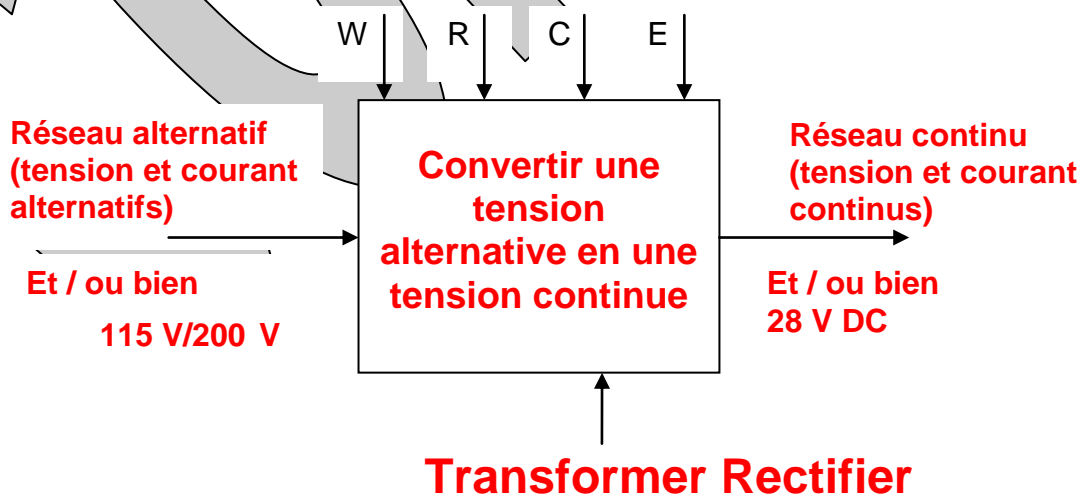 W R C E
Réseau alternatif
(tension et courant
alternatifs)
Et / ou bien
115 V/200 V
Convertir une
tension
alternative en une
tension continue
Réseau continu
(tension et courant
continus)
Et / ou bien
28 V DC
Transformer Rectifier